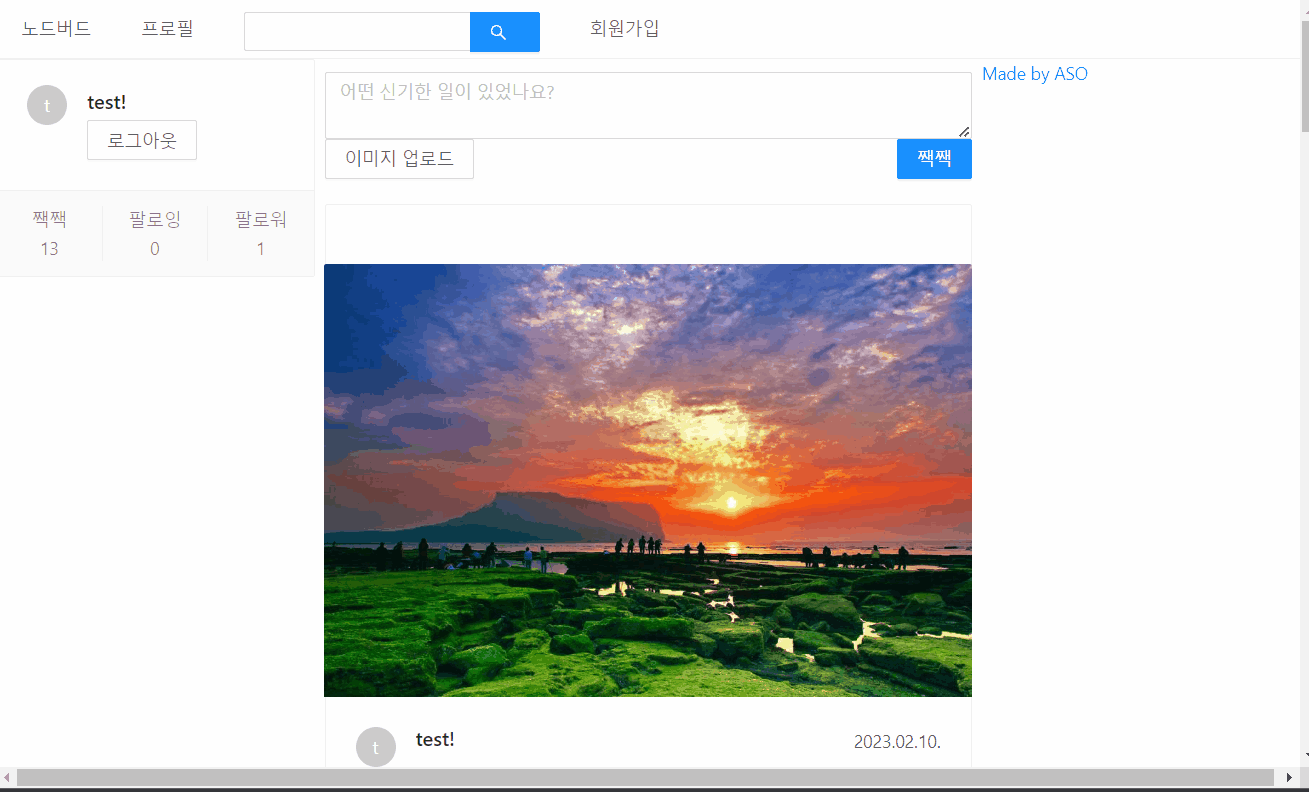 노드버드
프로필
회원가입
t
test!
로그아웃
짹짹
13
팔로잉
0
팔로워
1
어떤 신기한 일이 있었나요?
이미지 업로드
짹짹
Made by ASO
t
test!
2023.02.10.